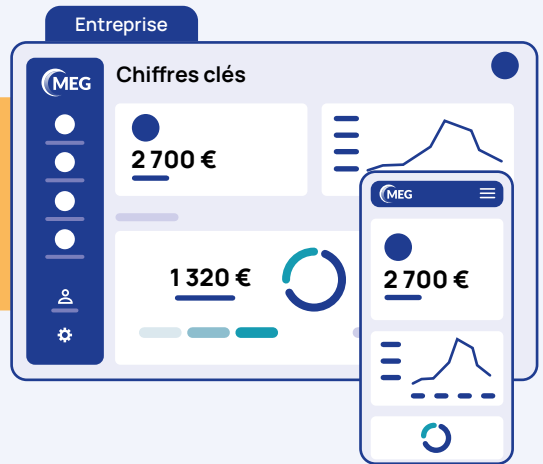 Entreprise
MEG
Chiffres clés
2 700 €
1 320 €
MEG
2 700 €